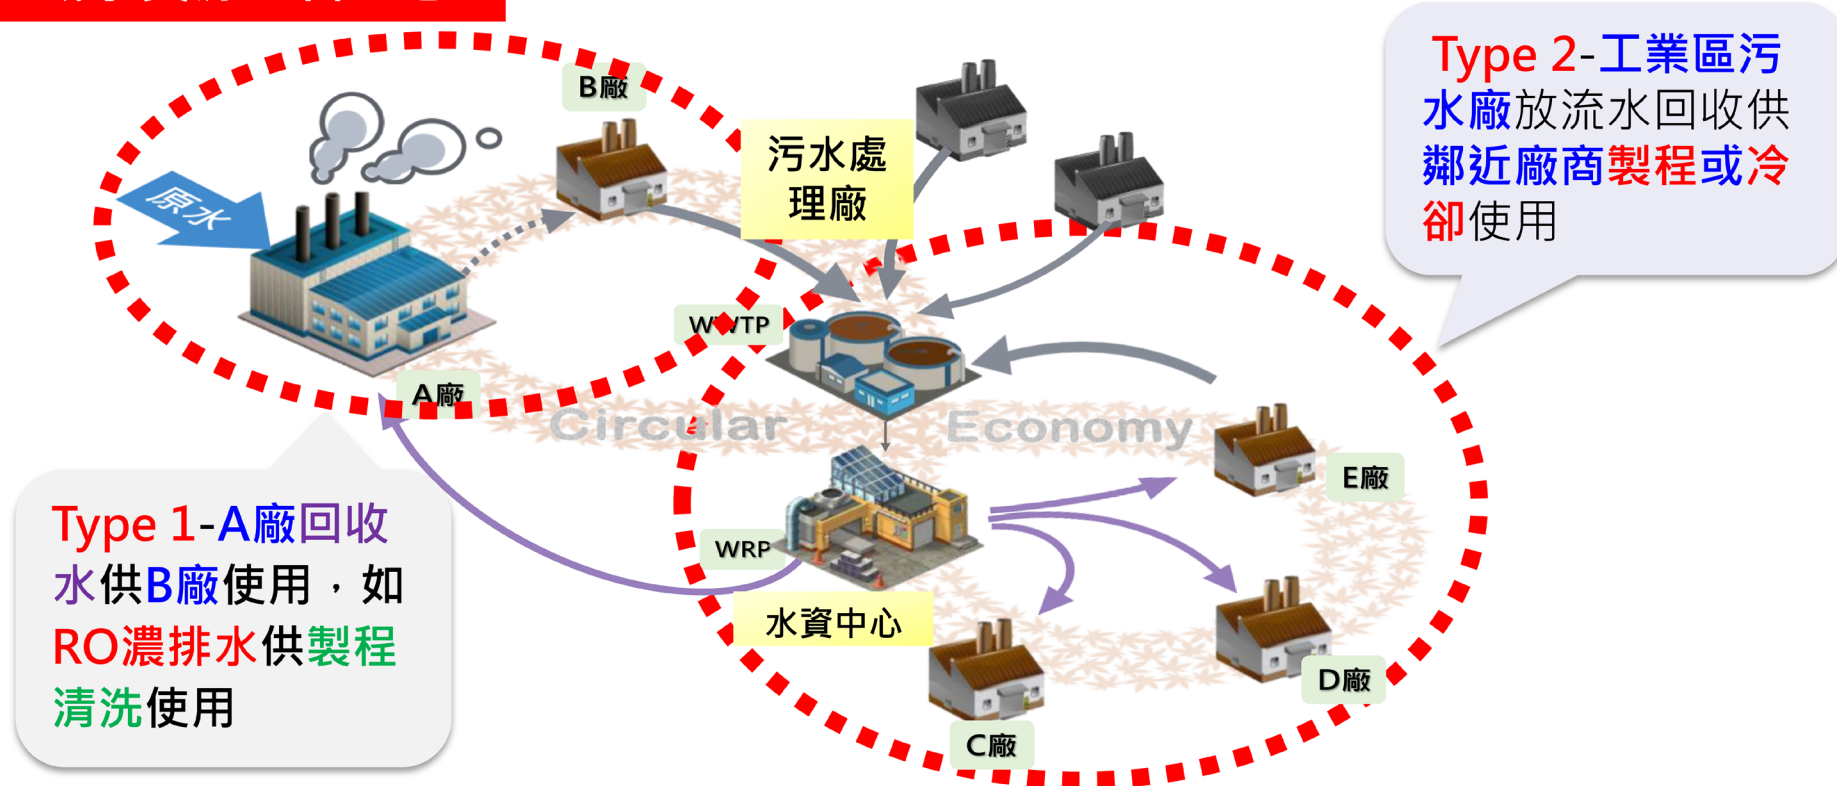 B廠
原水
污水處
理廠
Type 2-工業區污
水廠放流水回收供
鄰近廠商製程或冷
卻使用
WWTP
A廠
Circular Economy
E廠
Type 1-A廠回收
水供B廠使用，如
RO濃排水供製程
清洗使用
WRP
水資中心
D廠
C廠